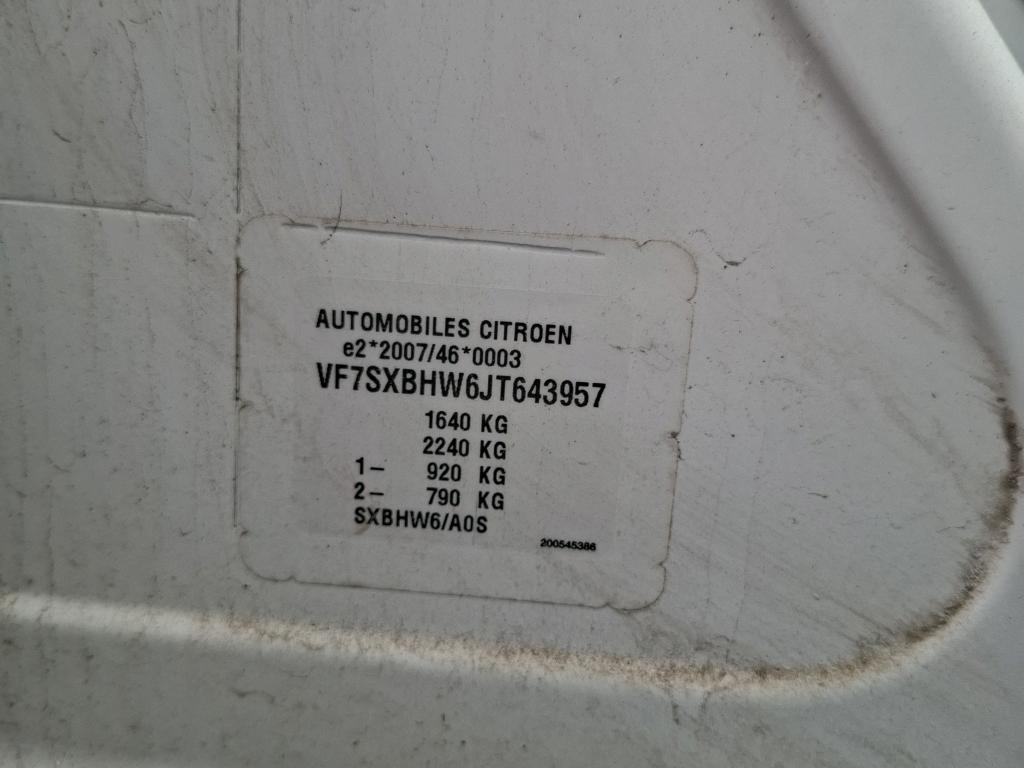 AUTOMOBILES CITROEN
e2*2007/46*0003
VF7SXBHW6JT643957
1640 KG
2240 KG
1- 920 KG
2- 790 KG
SXBHW6/A0S
200545386